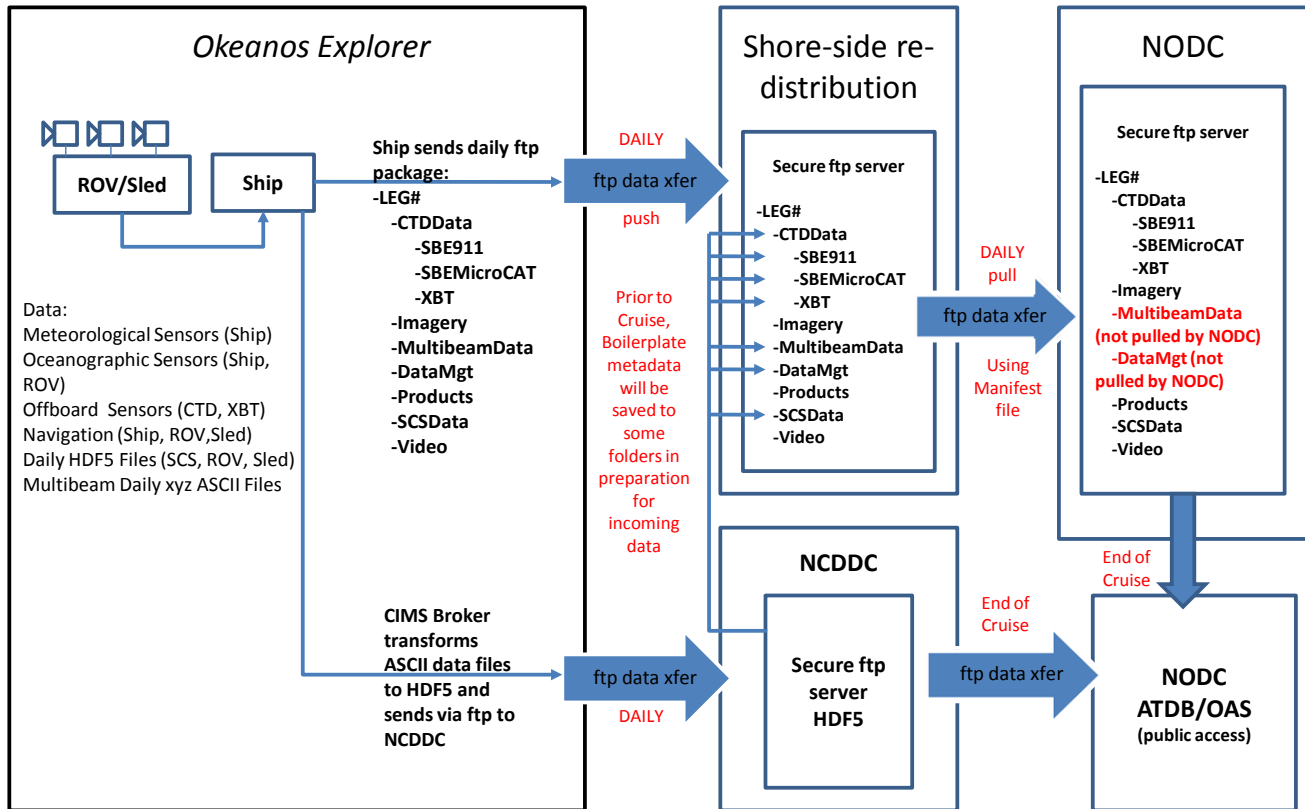 Okeanos Explorer
ROV/Sled
Ship
Data:
Meteorological Sensors (Ship)
Oceanographic Sensors (Ship,
ROV)
Offboard Sensors (CTD, XBT)
Navigation (Ship, ROV,Sled)
Daily HDF5 Files (SCS, ROV, Sled)
Multibeam Daily xyz ASCII Files
Ship sends daily ftp
package:
-LEG#
-CTDData
-SBE911
-SBEMicroCAT
-XBT
-Imagery
-MultibeamData
-DataMgt
-Products
-SCSData
-Video
CIMS Broker
transforms
ASCII data files
to HDF5 and
sends via ftp to
NCDDC
DAILY
ftp data xfer
push
Prior to
Cruise,
Boilerplate
metadata
will be
saved to
some
folders in
preparation
for
incoming
data
ftp data xfer
DAILY
Shore-side re-
distribution
Secure ftp server
-LEG#
-CTDData
-SBE911
-SBEMicroCAT
-XBT
-Imagery
-MultibeamData
-DataMgt
-Products
-SCSData
-Video
NCDDC
Secure ftp
server
HDF5
DAILY
pull
ftp data xfer
Using
Manifest
file
End of
Cruise
ftp data xfer
NODC
Secure ftp server
-LEG#
-CTDData
-SBE911
-SBEMicroCAT
-XBT
-Imagery
-MultibeamData
(not pulled by NODC)
-DataMgt (not
pulled by NODC)
-Products
-SCSData
-Video
End of
Cruise
NODC
ATDB/OAS
(public access)